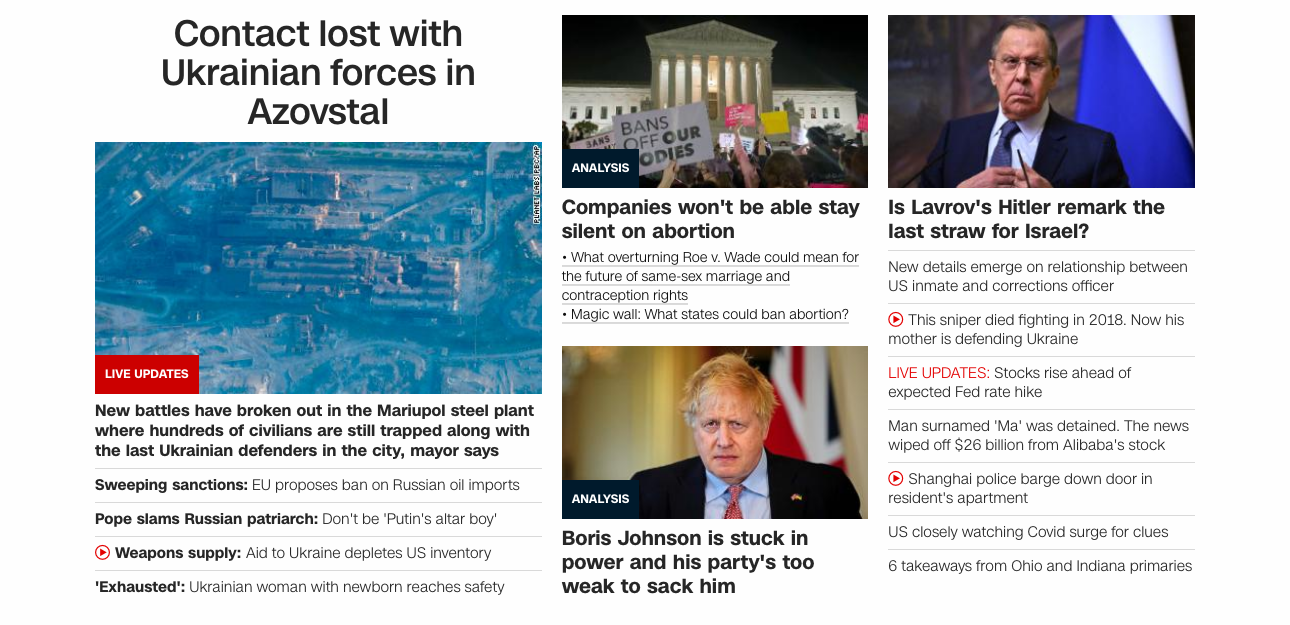 Contact lost with
Ukrainian forces in
Azovstal
PLANET LABS PBC/AP
LIVE UPDATES
New battles have broken out in the Mariupol steel plant
where hundreds of civilians are still trapped along with
the last Ukrainian defenders in the city, mayor says
Sweeping sanctions: EU proposes ban on Russian oil imports
Pope slams Russian patriarch: Don't be 'Putin's altar boy'
Weapons supply: Aid to Ukraine depletes US inventory
'Exhausted': Ukrainian woman with newborn reaches safety
BANS
OFF OUR
BODIES
BANS
ANALYSIS
Companies won't be able stay
silent on abortion
• What overturning Roe v. Wade could mean for
the future of same-sex marriage and
contraception rights
• Magic wall: What states could ban abortion?
ANALYSIS
Boris Johnson is stuck in
power and his party's too
weak to sack him
Is Lavrov's Hitler remark the
last straw for Israel?
New details emerge on relationship between
US inmate and corrections officer
This sniper died fighting in 2018. Now his
mother is defending Ukraine
LIVE UPDATES: Stocks rise ahead of
expected Fed rate hike
Man surnamed 'Ma' was detained. The news
wiped off $26 billion from Alibaba's stock
Shanghai police barge down door in
resident's apartment
US closely watching Covid surge for clues
6 takeaways from Ohio and Indiana primaries